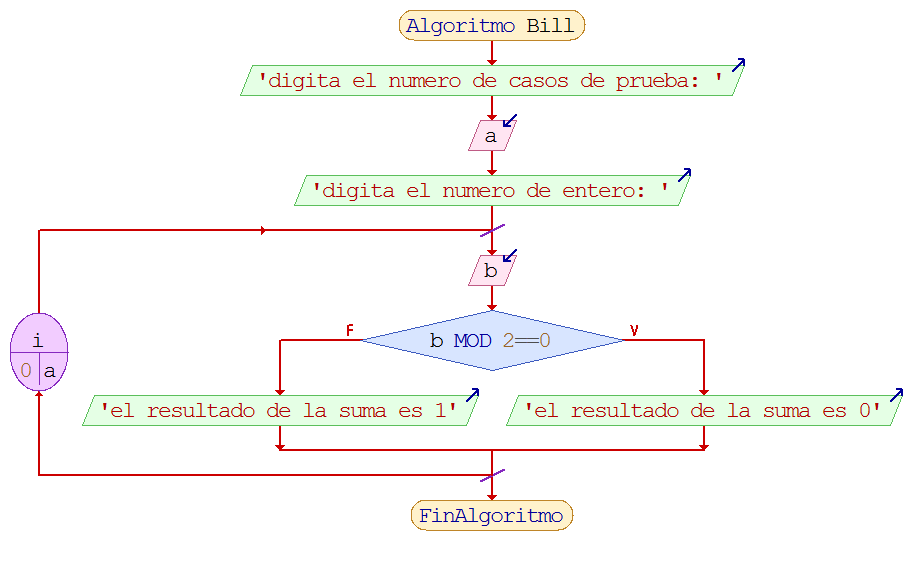 Algoritmo Bill
'digita el numero de casos de prueba: '
a
'digita el numero de entero: '
b
F
b MOD 2==0
V
i
0 a
'el resultado de la suma es 1'
'el resultado de la suma es 0'
FinAlgoritmo